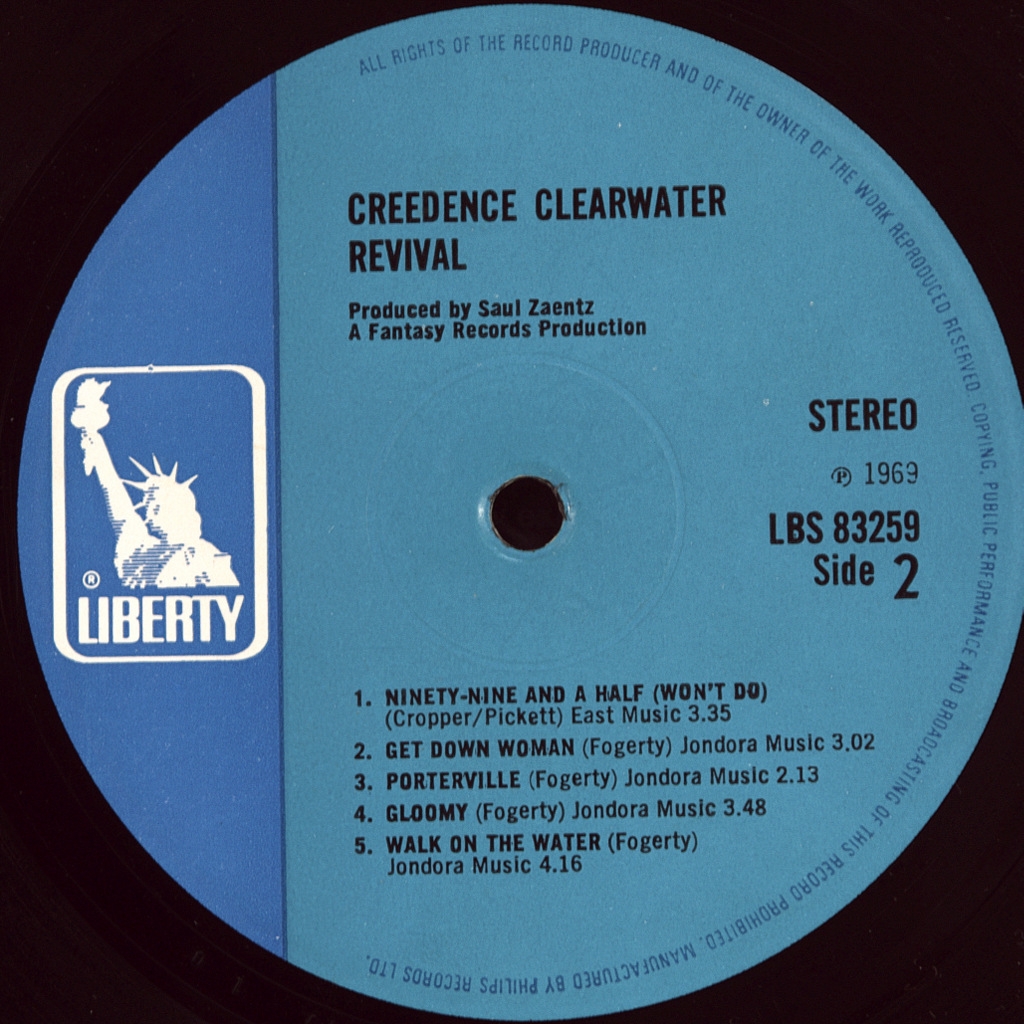 ALL RIGHTS OF THE RECORD PRODUCER AND OF THE OWNER OF THE WORK REPRODUCED RESERVED. COPYING, PUBLIC PERFORMANCE AND BROADCASTING OF THIS RECORD PROHIBITED. MANUFACTURED BY PHILIPS RECORDS LTD.
CREEDENCE CLEARWATER
REVIVAL
Produced by Saul Zaentz
A Fantasy Records Production
STEREO
℗ 1969
LBS 83259
Side 2
®
LIBERTY
1. NINETY-NINE AND A HALF (WON'T DO)
(Cropper/Pickett) East Music 3.35
2. GET DOWN WOMAN (Fogerty) Jondora Music 3.02
3. PORTERVILLE (Fogerty) Jondora Music 2.13
4. GLOOMY (Fogerty) Jondora Music 3.48
5. WALK ON THE WATER (Fogerty)
Jondora Music 4.16